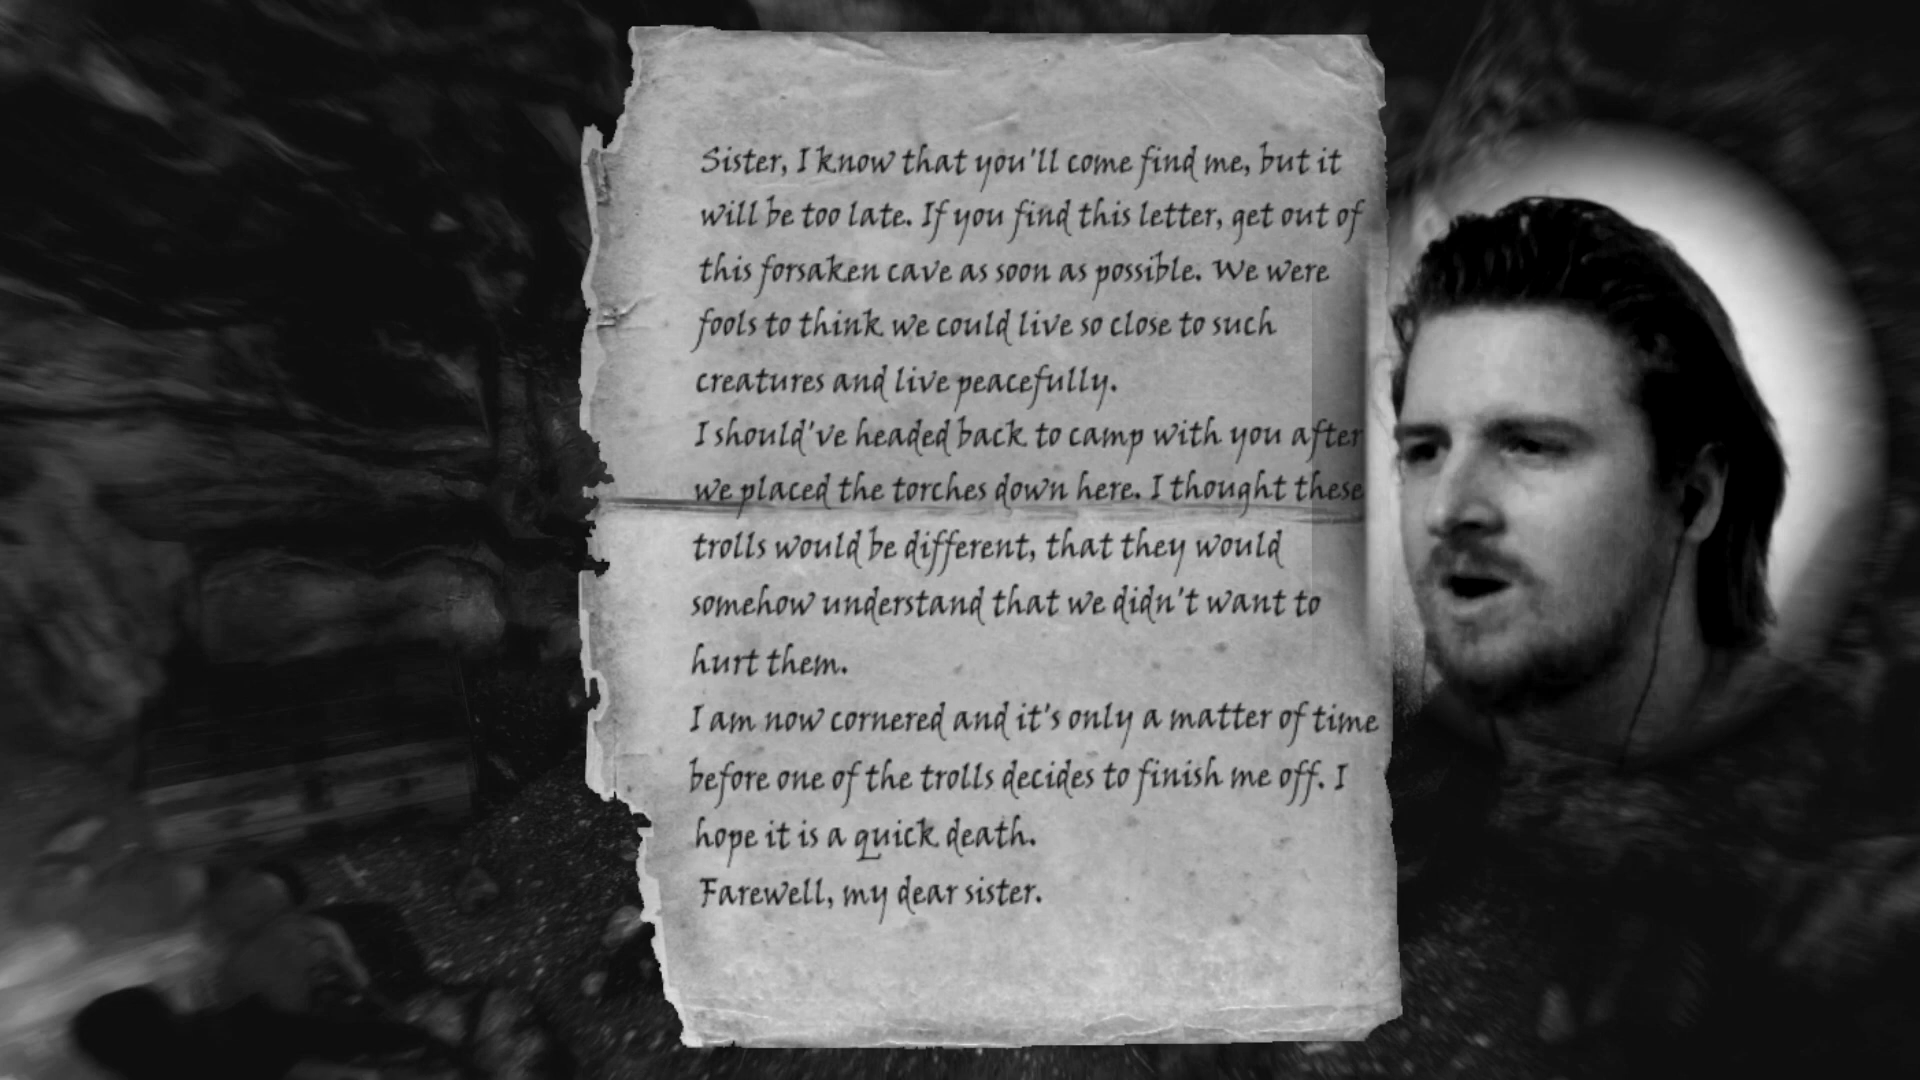 Sister, I know that you'll come find me, but it
will be too late. If you find this letter, get out of
this forsaken cave as soon as possible. We were
fools to think we could live so close to such
creatures and live peacefully.
I should've headed back to camp with you after
we placed the torches down here. I thought these
trolls would be different, that they would
somehow understand that we didn't want to
hurt them.
I am now cornered and it's only a matter of time
before one of the trolls decides to finish me off. I
hope it is a quick death.
Farewell, my dear sister.